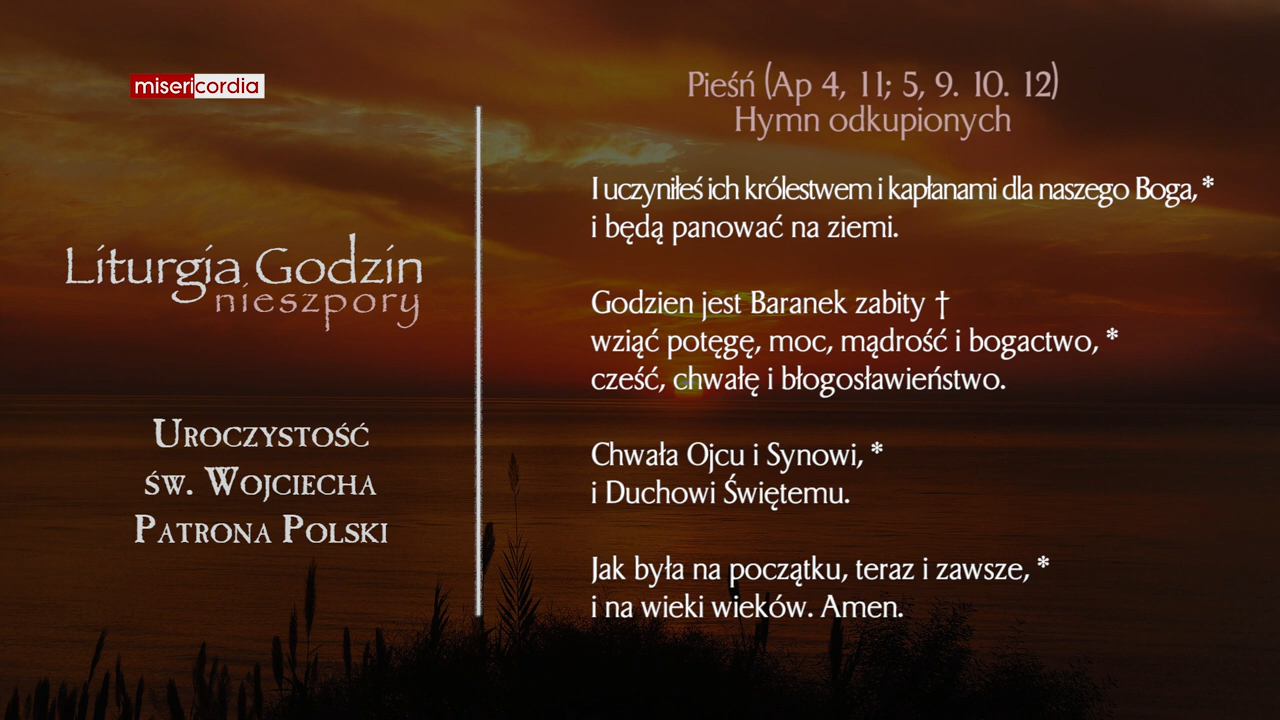 misericordia
Liturgia Godzin
nieszpory
Uroczystość
św. Wojciecha
Patrona Polski
Pieśń (Ap 4, 11; 5, 9. 10. 12)
Hymn odkupionych
I uczyniłeś ich królestwem i kapłanami dla naszego Boga, *
i będą panować na ziemi.
Godzien jest Baranek zabity †
wziąć potęgę, moc, mądrość i bogactwo, *
cześć, chwałę i błogosławieństwo.
Chwała Ojcu i Synowi, *
i Duchowi Świętemu.
Jak była na początku, teraz i zawsze, *
i na wieki wieków. Amen.